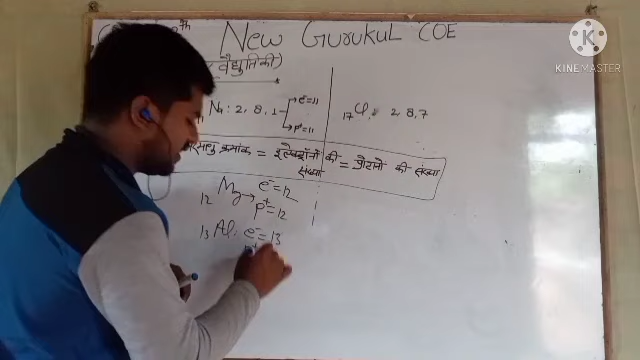 th New Gurukul COE
वैद्युतिकी)
Na : 2, 8, 1 → e⁻=11
→ p⁺=11
17Cl : 2, 8, 7
परमाणु क्रमांक = इलेक्ट्रॉनों की संख्या = प्रोटानो की संख्या
12Mg → e⁻=12
p⁺=12
13Al : e⁻=13
KINEMASTER